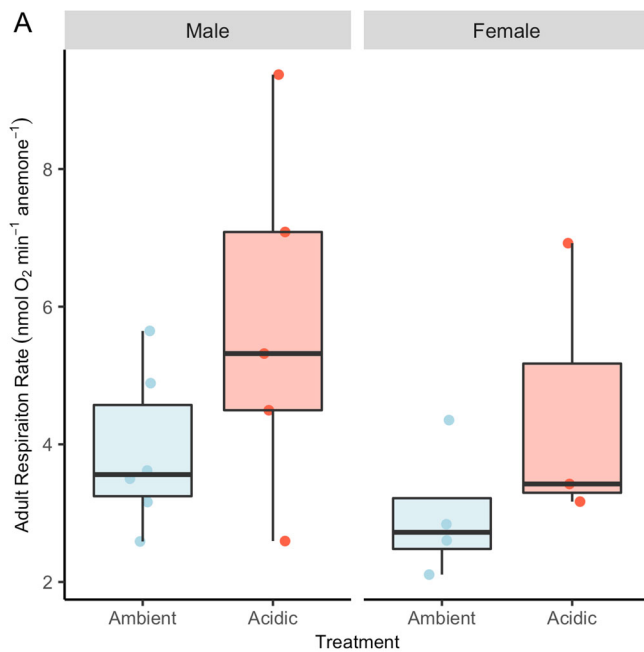 A
Male Female
Adult Respiraiton Rate (nmol O₂ min⁻¹ anemone⁻¹)
8
6
4
2
Ambient Acidic Ambient Acidic
Treatment